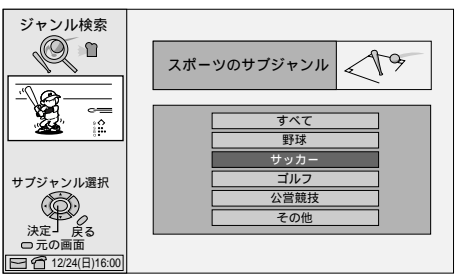 ジャンル検索
サブジャンル選択
決定
戻る
元の画面
12/24(日)16:00
スポーツのサブジャンル
すべて
野球
サッカー
ゴルフ
公営競技
その他